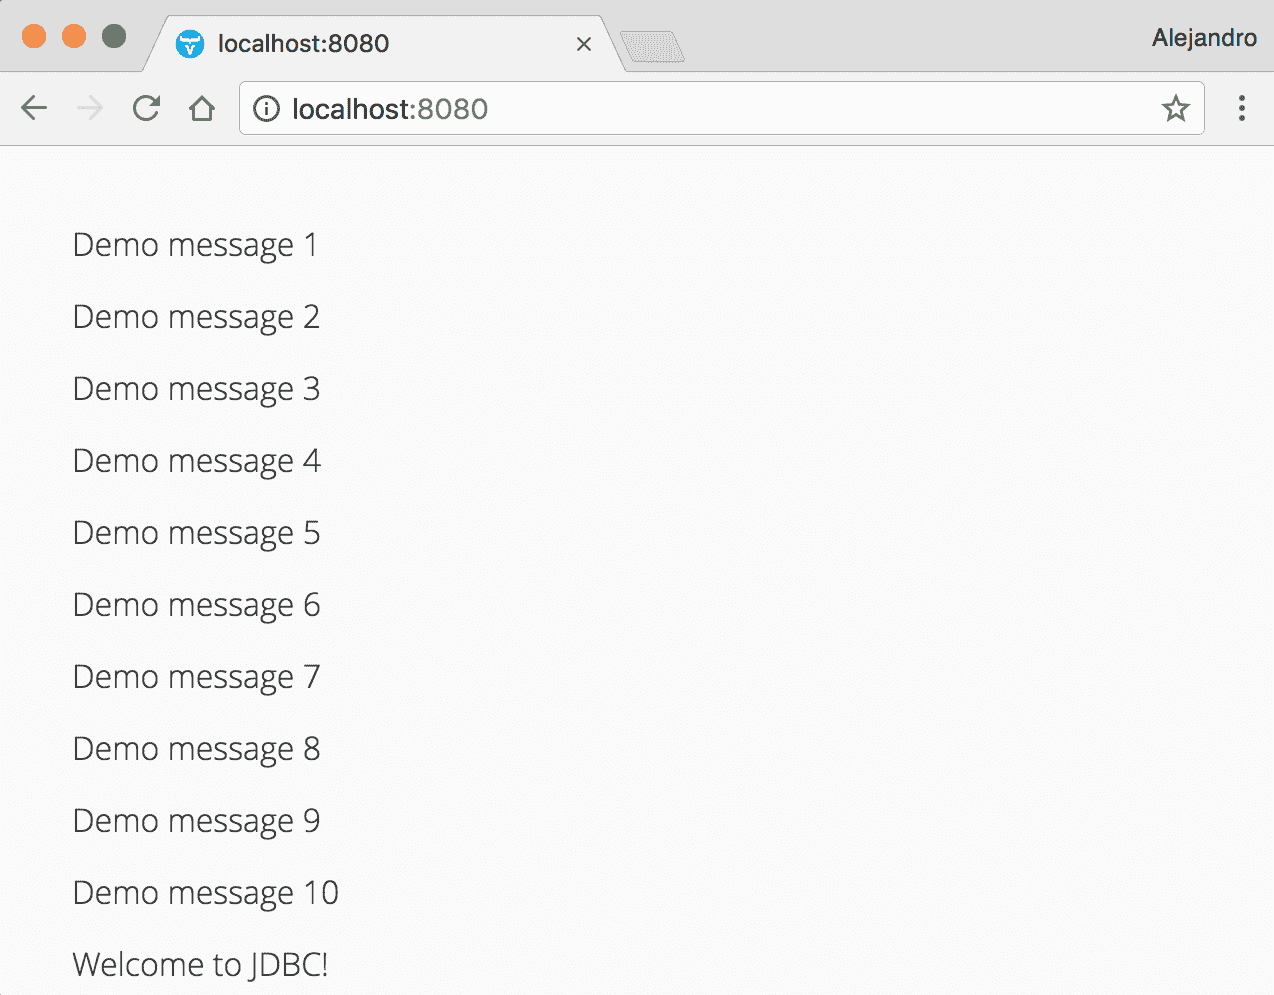 localhost:8080
Alejandro
localhost:8080
Demo message 1
Demo message 2
Demo message 3
Demo message 4
Demo message 5
Demo message 6
Demo message 7
Demo message 8
Demo message 9
Demo message 10
Welcome to JDBC!